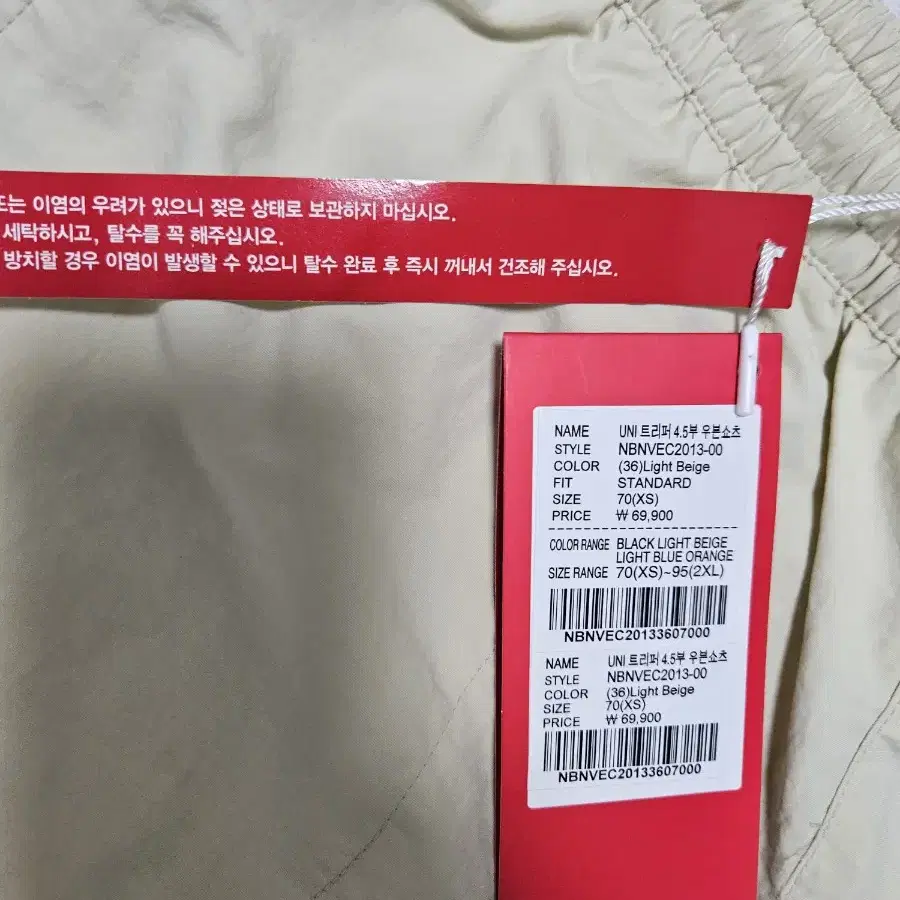 는 이염의 우려가 있으니 젖은 상태로 보관하지 마십시오.
세탁하시고, 탈수를 꼭 해주십시오.
방치할 경우 이염이 발생할 수 있으니 탈수 완료 후 즉시 꺼내서 건조해 주십시오.
NAME UNI 트리퍼 4.5부 우븐쇼츠
STYLE NBNVEC2013-00
COLOR (36)Light Beige
FIT STANDARD
SIZE 70(XS)
PRICE ₩ 69,900
COLOR RANGE BLACK LIGHT BEIGE
LIGHT BLUE ORANGE
SIZE RANGE 70(XS)~95(2XL)
NBNVEC20133607000
NAME UNI 트리퍼 4.5부 우븐쇼츠
STYLE NBNVEC2013-00
COLOR (36)Light Beige
SIZE 70(XS)
PRICE ₩ 69,900
NBNVEC20133607000